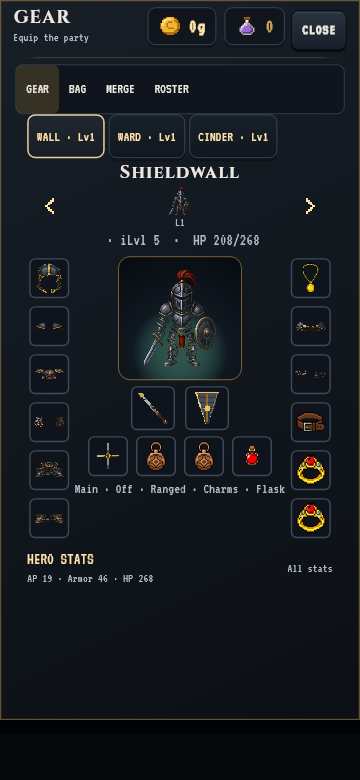 GEAR
Equip the party
0g
0
CLOSE
GEAR BAG MERGE ROSTER
WALL · Lv1 WARD · Lv1 CINDER · Lv1
Shieldwall
L1
· iLvl 5 · HP 208/268
Main · Off · Ranged · Charms · Flask
HERO STATS
AP 19 · Armor 46 · HP 268
All stats